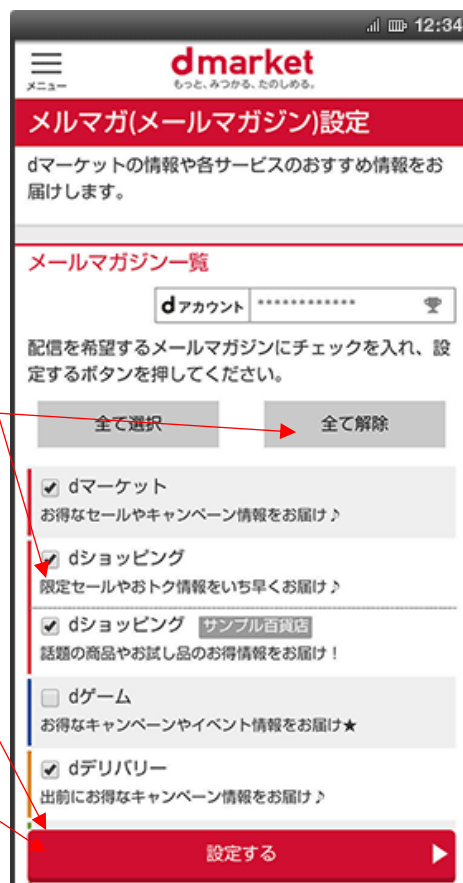 12:34
メニュー
dmarket
もっと、みつかる、たのしめる。
メルマガ(メールマガジン)設定
dマーケットの情報や各サービスのおすすめ情報をお
届けします。
メールマガジン一覧
dアカウント ************
配信を希望するメールマガジンにチェックを入れ、設
定するボタンを押してください。
全て選択 全て解除
dマーケット
お得なセールやキャンペーン情報をお届け♪
dショッピング
限定セールやおトク情報をいち早くお届け♪
dショッピング サンプル百貨店
話題の商品やお試し品のお得情報をお届け！
dゲーム
お得なキャンペーンやイベント情報をお届け★
dデリバリー
出前にお得なキャンペーン情報をお届け♪
設定する